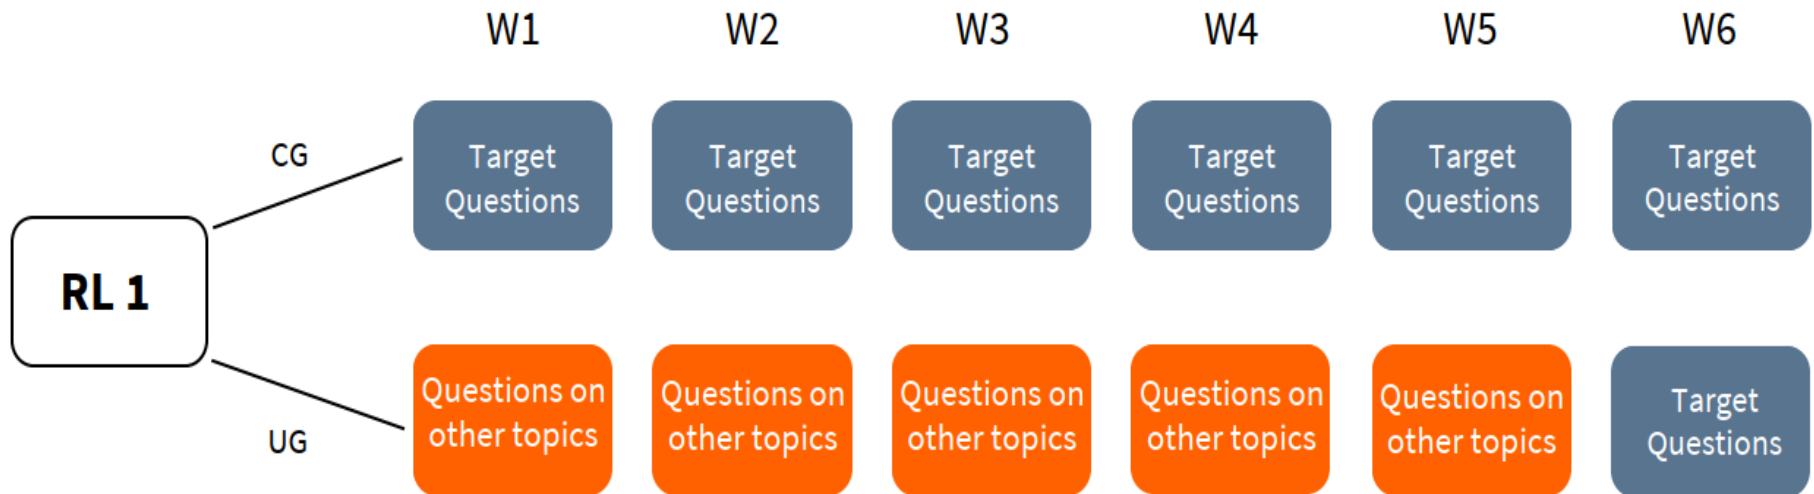 W1 W2 W3 W4 W5 W6
CG
Target
Questions
Target
Questions
Target
Questions
Target
Questions
Target
Questions
Target
Questions
RL 1
UG
Questions on
other topics
Questions on
other topics
Questions on
other topics
Questions on
other topics
Questions on
other topics
Target
Questions